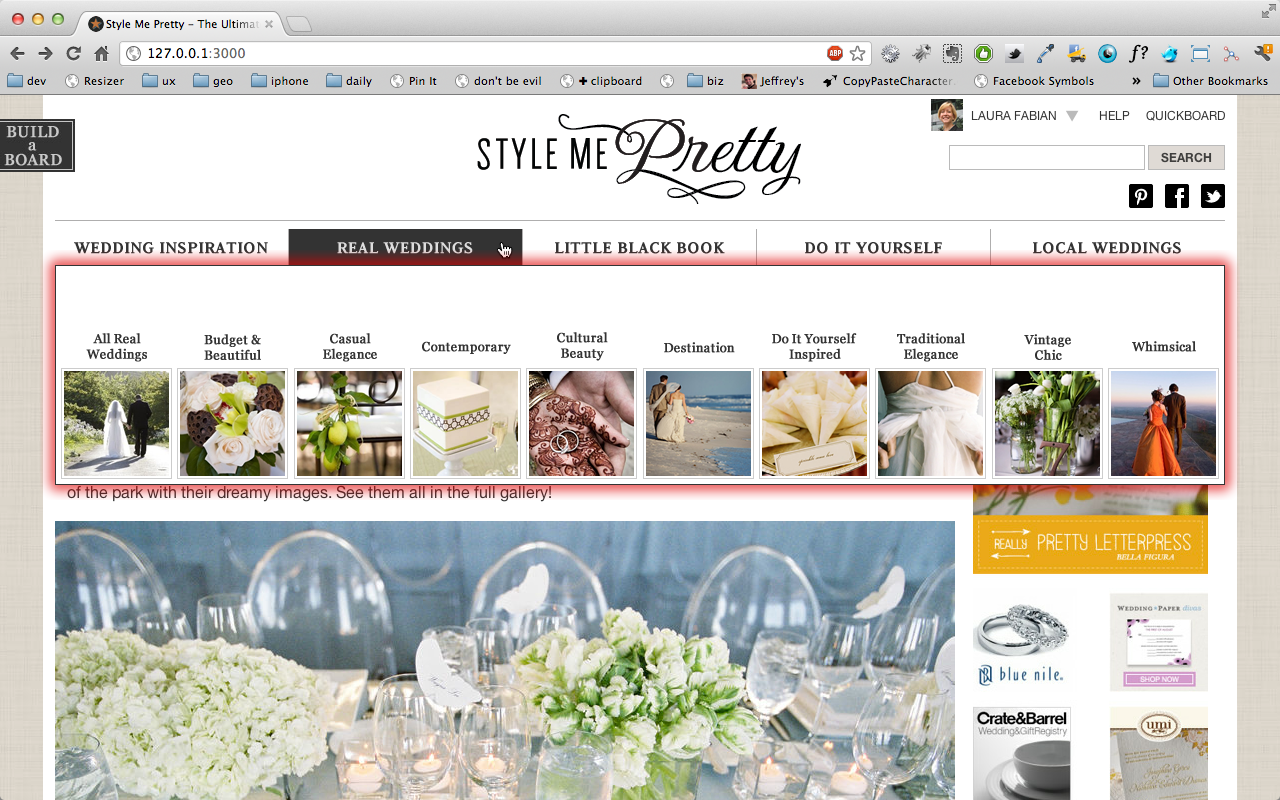 Style Me Pretty – The Ultimat
127.0.0.1:3000
ABP
f?
dev
Resizer
ux
geo
iphone
daily
Pin It
don't be evil
✚ clipboard
biz
Jeffrey's
CopyPasteCharacter.
Facebook Symbols
»
Other Bookmarks
BUILD
a
BOARD
STYLE ME Pretty
LAURA FABIAN
HELP
QUICKBOARD
SEARCH
WEDDING INSPIRATION
REAL WEDDINGS
LITTLE BLACK BOOK
DO IT YOURSELF
LOCAL WEDDINGS
All Real
Weddings
Budget &
Beautiful
Casual
Elegance
Contemporary
Cultural
Beauty
Destination
Do It Yourself
Inspired
Traditional
Elegance
Vintage
Chic
Whimsical
of the park with their dreamy images. See them all in the full gallery!
REALLY PRETTY LETTERPRESS
BELLA FIGURA
blue nile.
WEDDING PAPER divas
SHOP NOW
Crate&Barrel
Wedding&GiftRegistry
umi